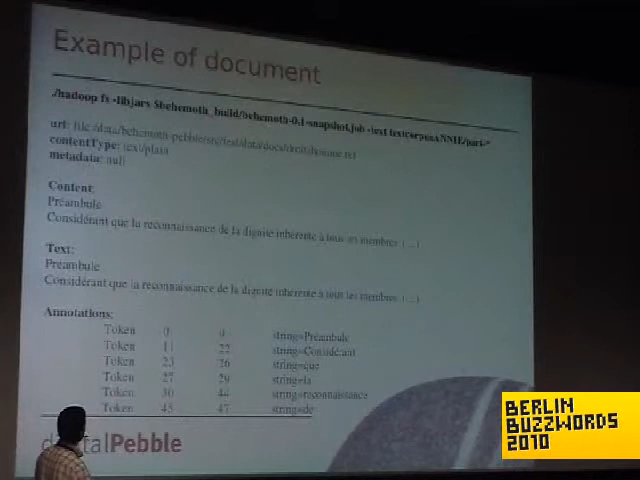 Example of document
./hadoop fs -libjars $behemoth_build/behemoth-0.1-snapshot.job -text textcorpusANNIE/part-*
url: file:/data/behemoth-pebble/src/test/data/docs/droitshomme.txt
contentType: text/plain
metadata: null
Content:
Préambule
Considérant que la reconnaissance de la dignité inhérente à tous les membres (…)
Text:
Préambule
Considérant que la reconnaissance de la dignité inhérente à tous les membres (…)
Annotations:
Token 0 9 string=Préambule
Token 11 22 string=Considérant
Token 23 26 string=que
Token 27 29 string=la
Token 30 44 string=reconnaissance
Token 45 47 string=de
talPebble
BERLIN
BUZZWORDS
2010